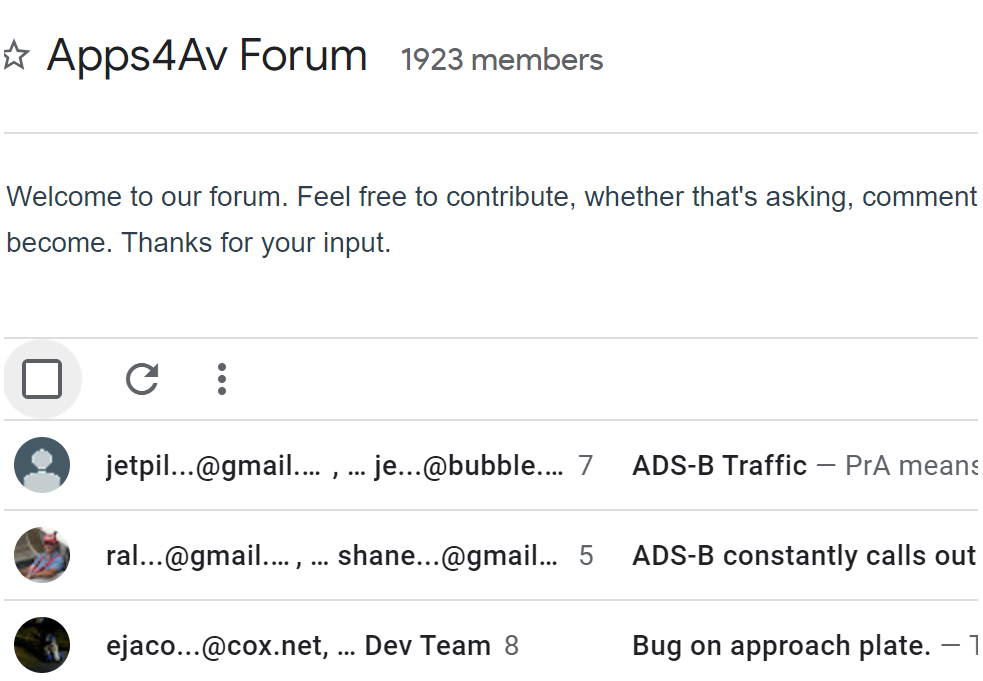 Apps4Av Forum 1923 members
Welcome to our forum. Feel free to contribute, whether that's asking, comment
become. Thanks for your input.
jetpil...@gmail.… , … je...@bubble.… 7 ADS-B Traffic — PrA means
ral...@gmail.… , … shane...@gmail… 5 ADS-B constantly calls out
ejaco...@cox.net, … Dev Team 8 Bug on approach plate. —